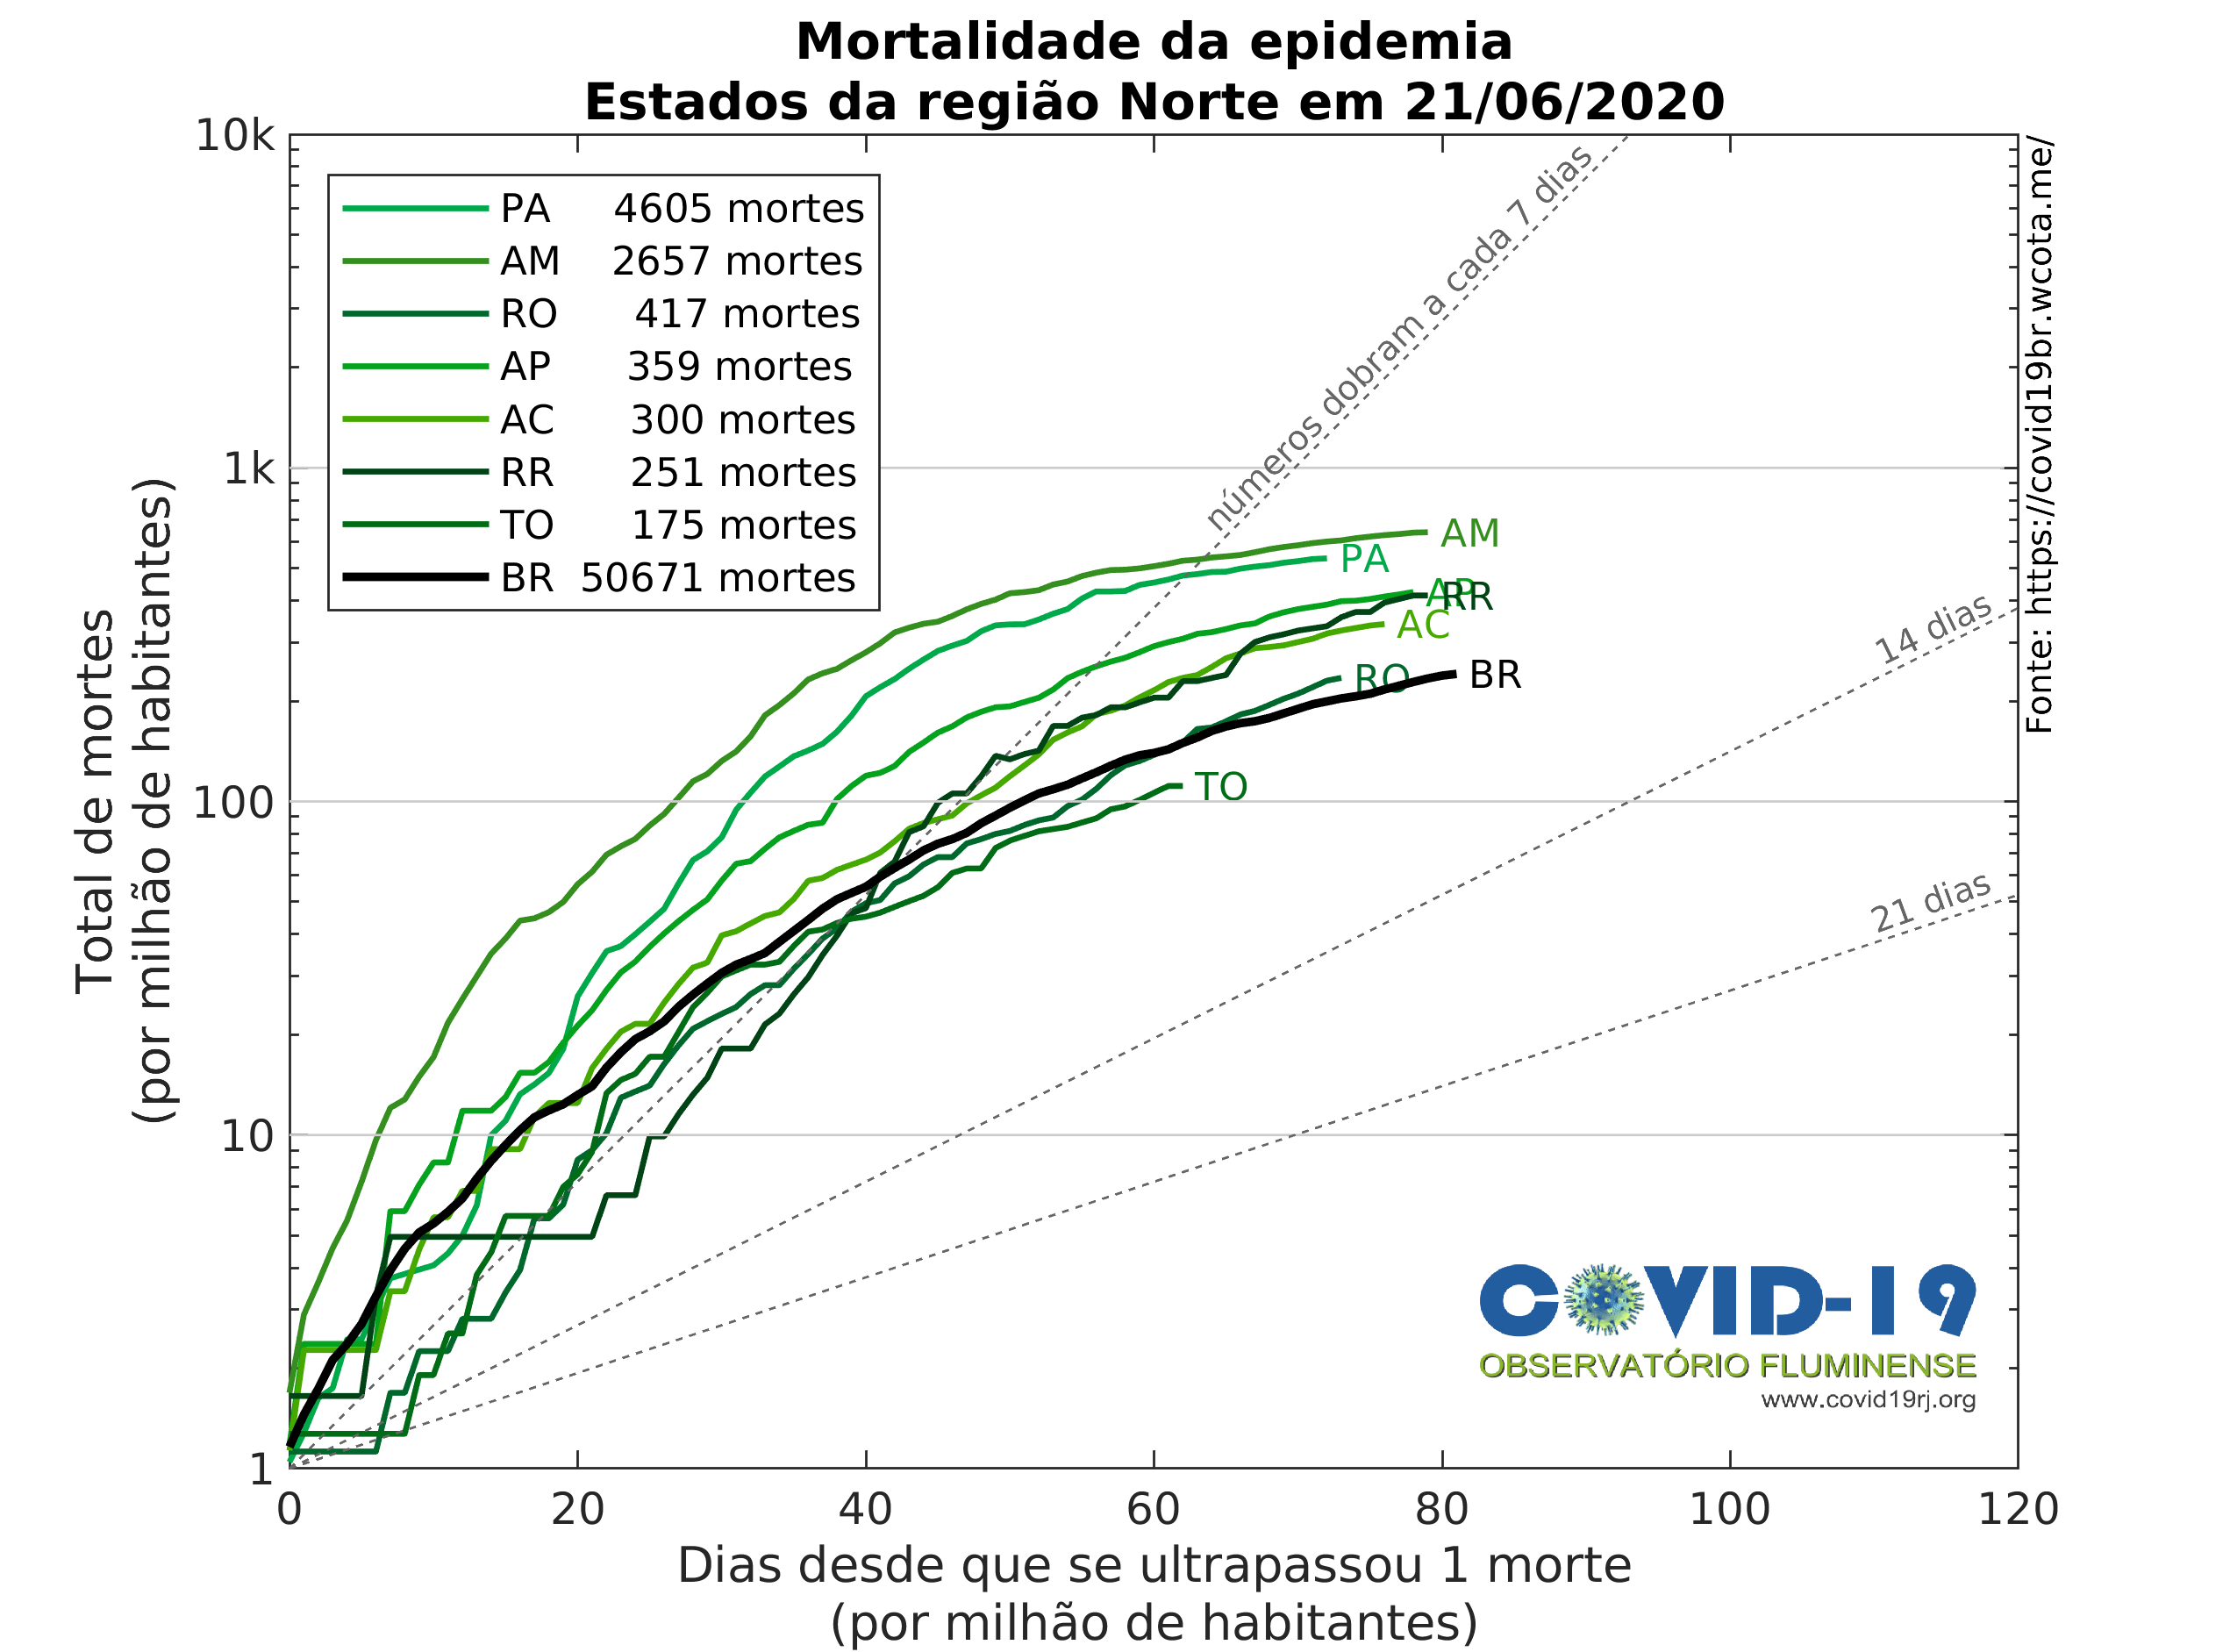 Mortalidade da epidemia
Estados da região Norte em 21/06/2020
10k
1k
100
10
1
Total de mortes
(por milhão de habitantes)
PA 4605 mortes
AM 2657 mortes
RO 417 mortes
AP 359 mortes
AC 300 mortes
RR 251 mortes
TO 175 mortes
BR 50671 mortes
números dobram a cada 7 dias
14 dias
21 dias
AM
PA
AP
RR
AC
RO
BR
TO
Fonte: https://covid19br.wcota.me/
COVID-19
OBSERVATÓRIO FLUMINENSE
www.covid19rj.org
0 20 40 60 80 100 120
Dias desde que se ultrapassou 1 morte
(por milhão de habitantes)